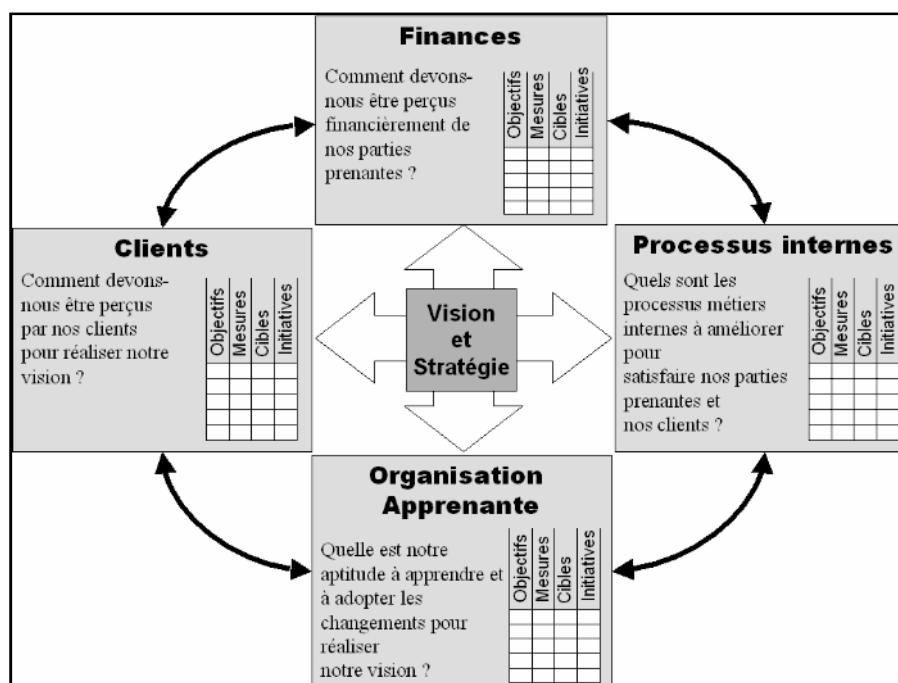 Finances
Comment devons-
nous être perçus
financièrement de
nos parties
prenantes ?
Objectifs
Mesures
Cibles
Initiatives
Clients
Comment devons-
nous être perçus
par nos clients
pour réaliser notre
vision ?
Objectifs
Mesures
Cibles
Initiatives
Vision
et
Stratégie
Processus internes
Quels sont les
processus métiers
internes à améliorer
pour
satisfaire nos parties
prenantes et
nos clients ?
Objectifs
Mesures
Cibles
Initiatives
Organisation
Apprenante
Quelle est notre
aptitude à apprendre et
à adopter les
changements pour
réaliser
notre vision ?
Objectifs
Mesures
Cibles
Initiatives